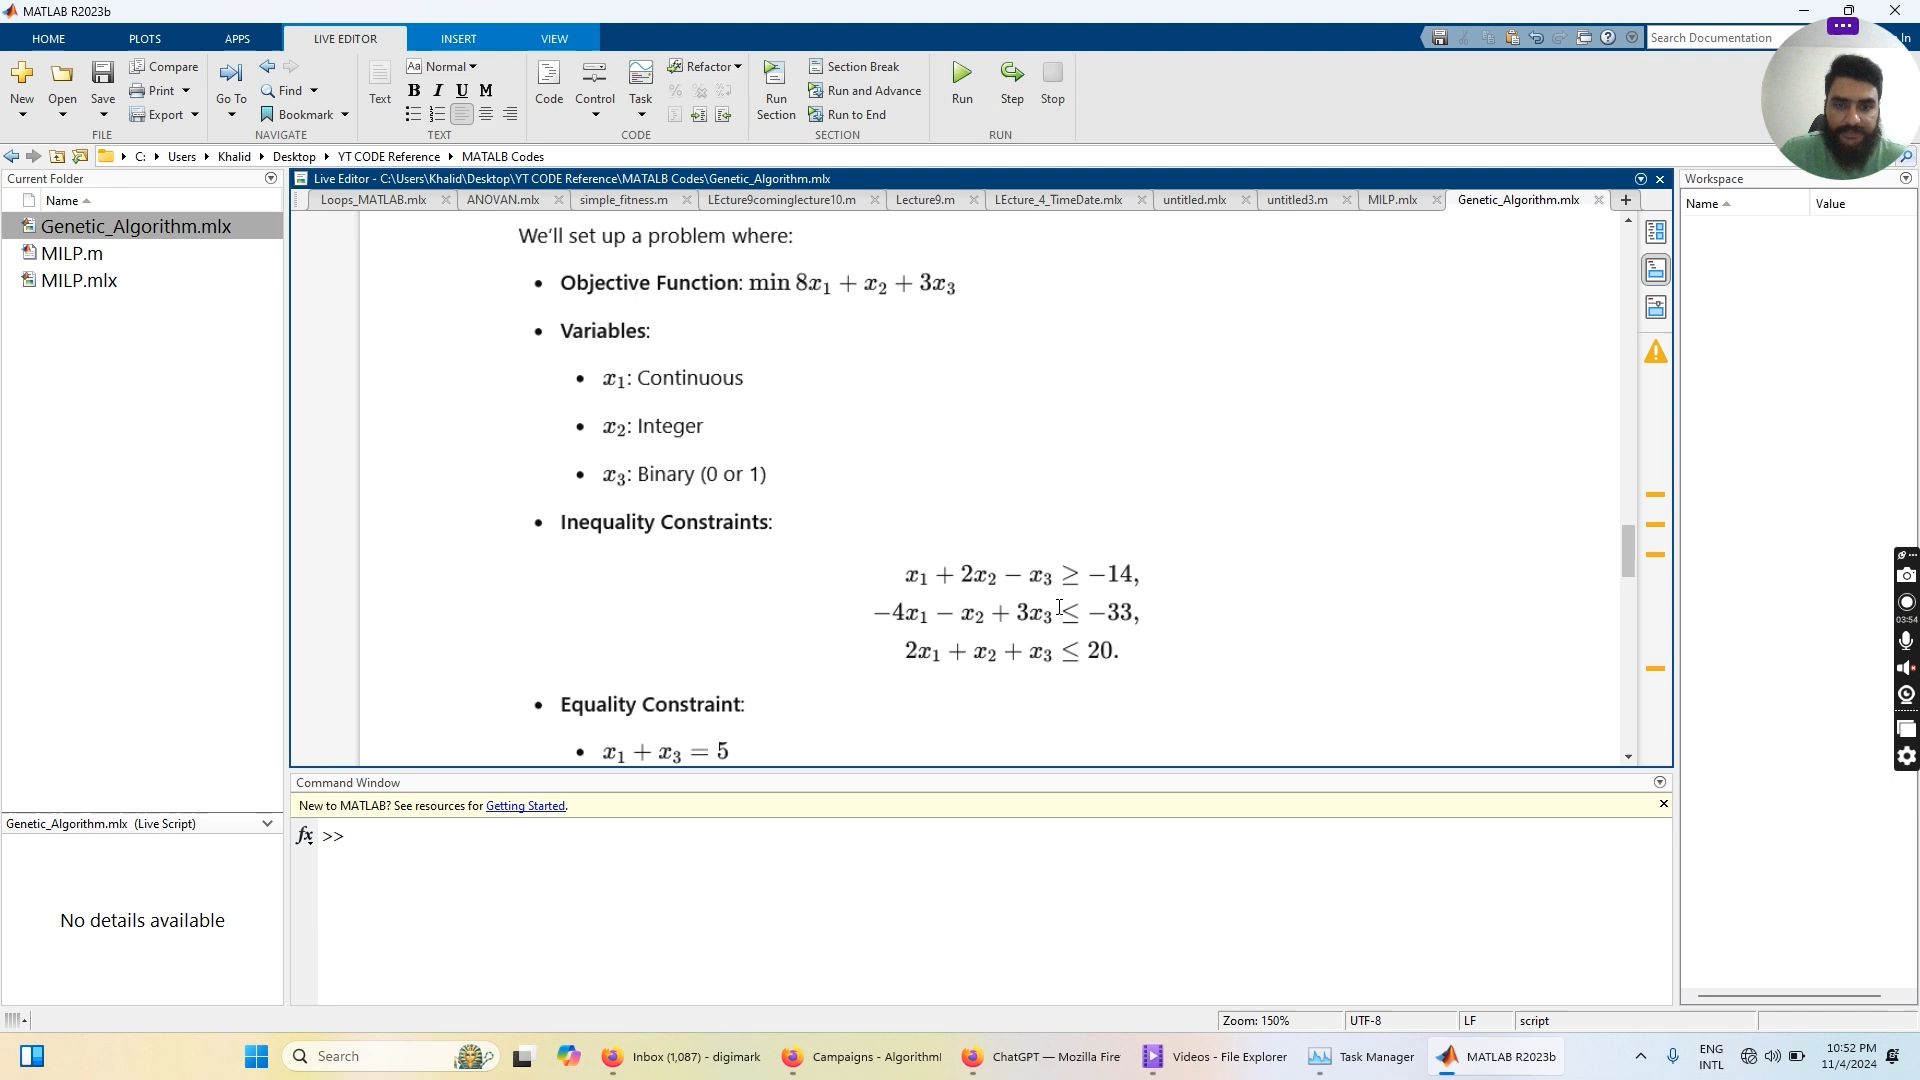 MATLAB R2023b
HOME PLOTS APPS LIVE EDITOR INSERT VIEW
Search Documentation
In
New Open Save
Compare
Print
Export
FILE
Go To
Find
Bookmark
NAVIGATE
Text
Aa Normal
B I U M
TEXT
Code Control Task
Refactor
CODE
Run Section
Section Break
Run and Advance
Run to End
SECTION
Run Step Stop
RUN
C: Users Khalid Desktop YT CODE Reference MATALB Codes
Current Folder
Name
Genetic_Algorithm.mlx
MILP.m
MILP.mlx
Genetic_Algorithm.mlx (Live Script)
No details available
Live Editor - C:\Users\Khalid\Desktop\YT CODE Reference\MATALB Codes\Genetic_Algorithm.mlx
Loops_MATLAB.mlx ANOVAN.mlx simple_fitness.m LEcture9cominglecture10.m Lecture9.m LEcture_4_TimeDate.mlx untitled.mlx untitled3.m MILP.mlx Genetic_Algorithm.mlx
We'll set up a problem where:
• Objective Function: min 8x₁ + x₂ + 3x₃
• Variables:
• x₁: Continuous
• x₂: Integer
• x₃: Binary (0 or 1)
• Inequality Constraints:
x₁ + 2x₂ − x₃ ≥ −14,
−4x₁ − x₂ + 3x₃ ≤ −33,
2x₁ + x₂ + x₃ ≤ 20.
• Equality Constraint:
• x₁ + x₃ = 5
Workspace
Name Value
03:54
Command Window
New to MATLAB? See resources for Getting Started.
fx >>
Zoom: 150% UTF-8 LF script
Search
Inbox (1,087) - digimark
Campaigns - Algorithml
ChatGPT — Mozilla Fire
Videos - File Explorer
Task Manager
MATLAB R2023b
ENG
INTL
10:52 PM
11/4/2024